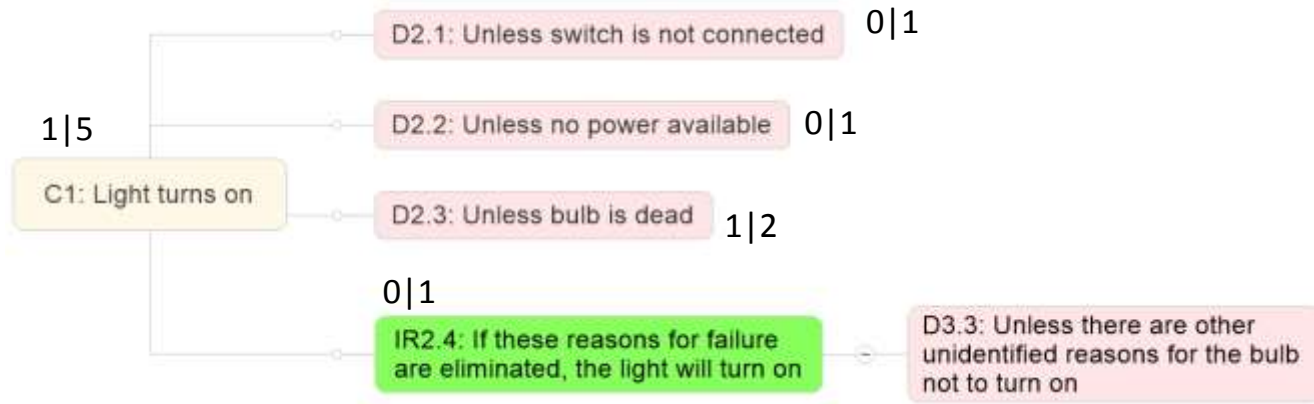 D2.1: Unless switch is not connected
0|1
1|5
D2.2: Unless no power available
0|1
C1: Light turns on
D2.3: Unless bulb is dead
1|2
0|1
IR2.4: If these reasons for failure
are eliminated, the light will turn on
D3.3: Unless there are other
unidentified reasons for the bulb
not to turn on